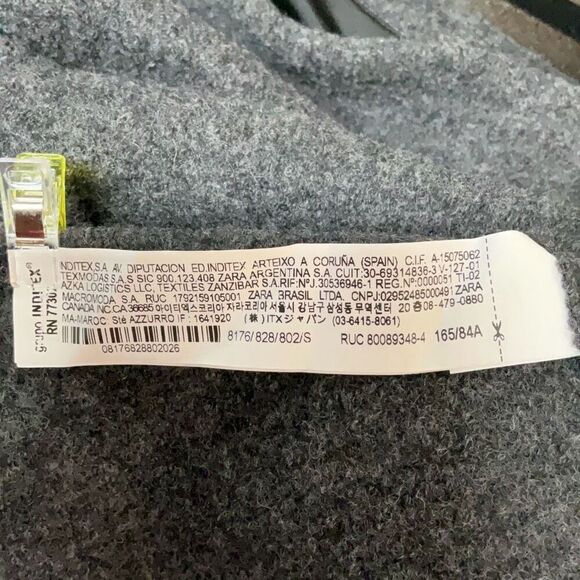 GRUPO INDITEX®
INDITEX,S.A. AV. DIPUTACION ED.INDITEX ARTEIXO A CORUÑA (SPAIN) C.I.F. A-15075062
TEXMODAS S.A.S SIC 900.123.408 ZARA ARGENTINA S.A. CUIT:30-69314836-3 V-127-01
AZKA LOGISTICS LLC, TEXTILES ZANZIBAR S.A.RIF:NºJ.30536946-1 REG.Nº:0000051 TI-02
MACROMODA S.A. RUC 1792159105001 ZARA BRASIL LTDA. CNPJ:02952485000491 ZARA
CANADA NC.CA38685 아이티엑스코리아 자라코리아 서울시 강남구 삼성동 무역센터 20층 08-479-0880
MA-MAROC Sté AZZURRO IF : 1641920 (株) ITXジャパン (03-6415-8061)
8176/828/802/S RUC 80089348-4 165/84A
08176828802026